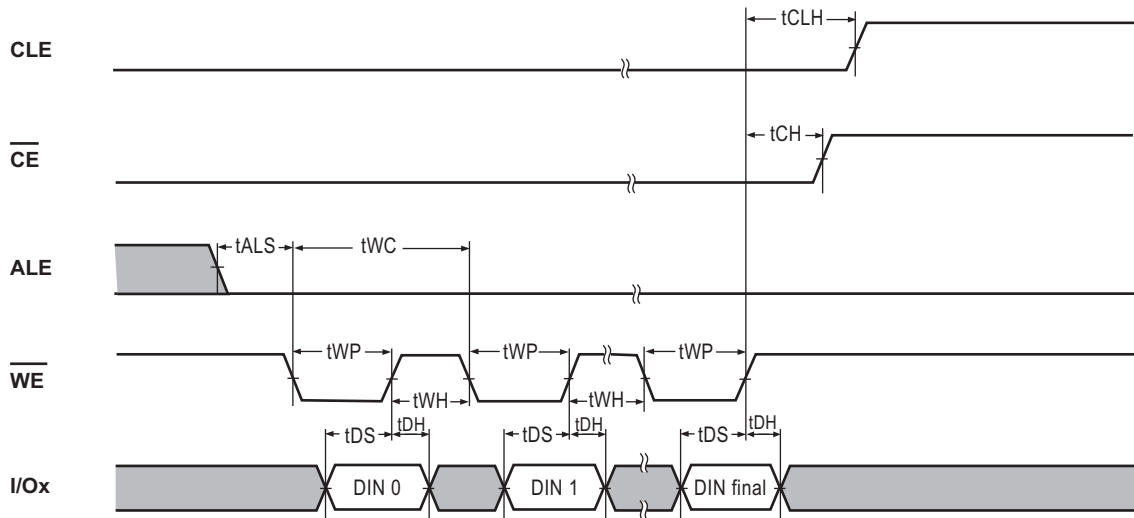 CLE
tCLH
CE
tCH
ALE
tALS
tWC
WE
tWP
tWP
tWP
tWH
tWH
I/Ox
tDS
tDH
tDS
tDH
tDS
tDH
DIN 0
DIN 1
DIN final